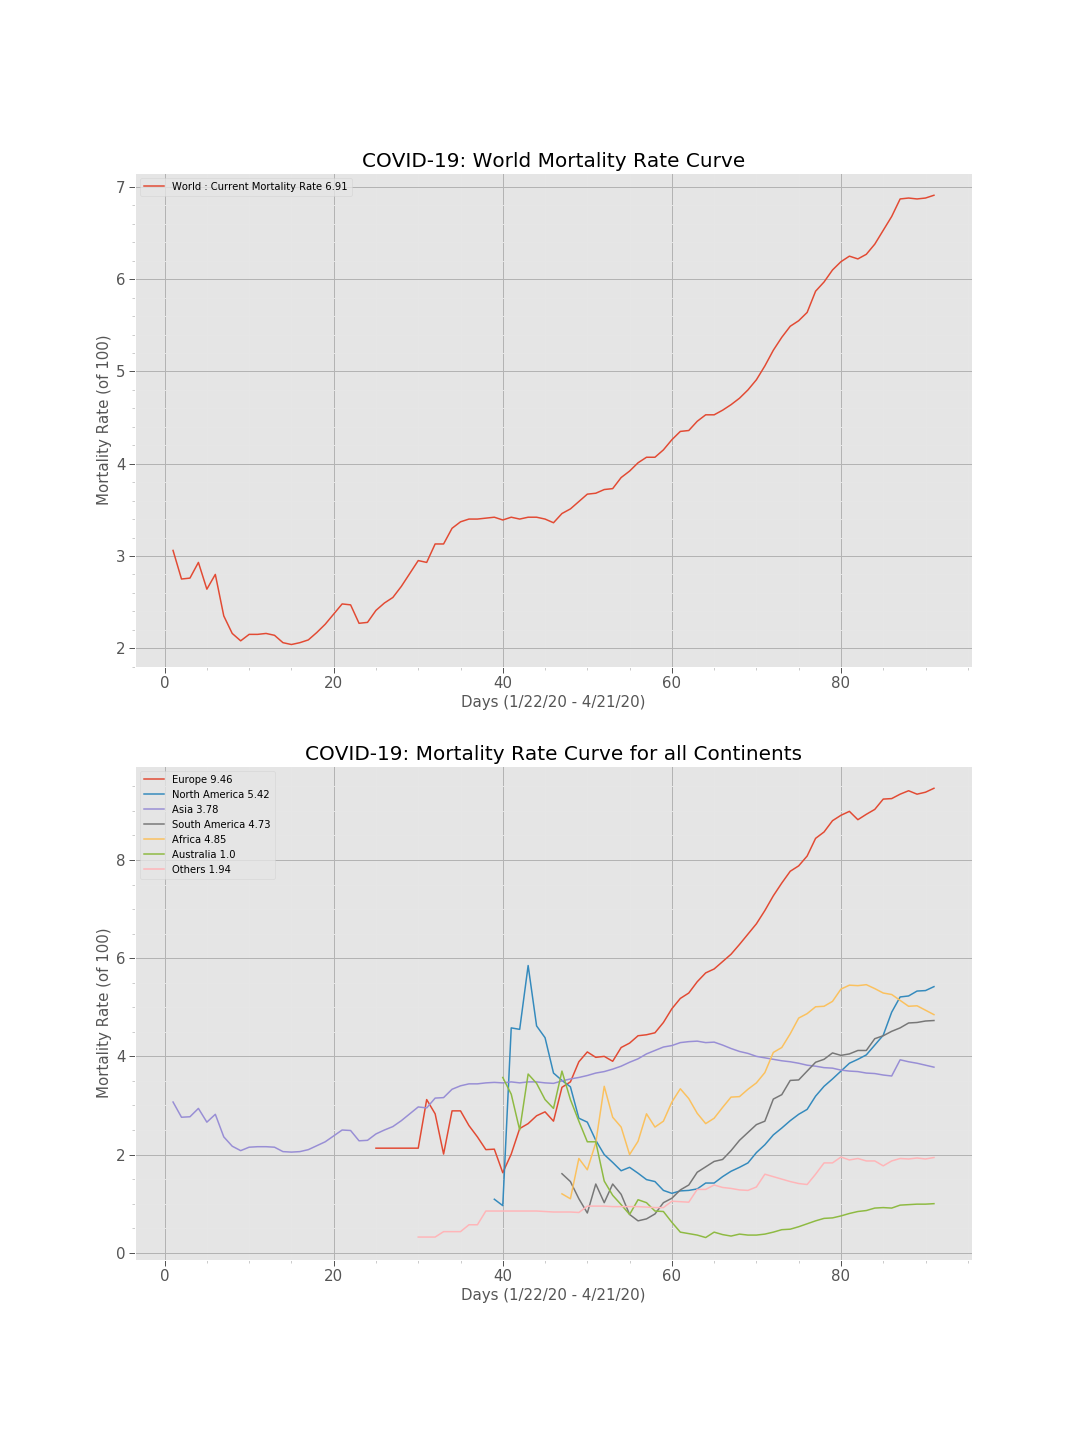 COVID-19: World Mortality Rate Curve
World : Current Mortality Rate 6.91
Mortality Rate (of 100)
7
6
5
4
3
2
0 20 40 60 80
Days (1/22/20 - 4/21/20)
COVID-19: Mortality Rate Curve for all Continents
Europe 9.46
North America 5.42
Asia 3.78
South America 4.73
Africa 4.85
Australia 1.0
Others 1.94
Mortality Rate (of 100)
8
6
4
2
0
0 20 40 60 80
Days (1/22/20 - 4/21/20)